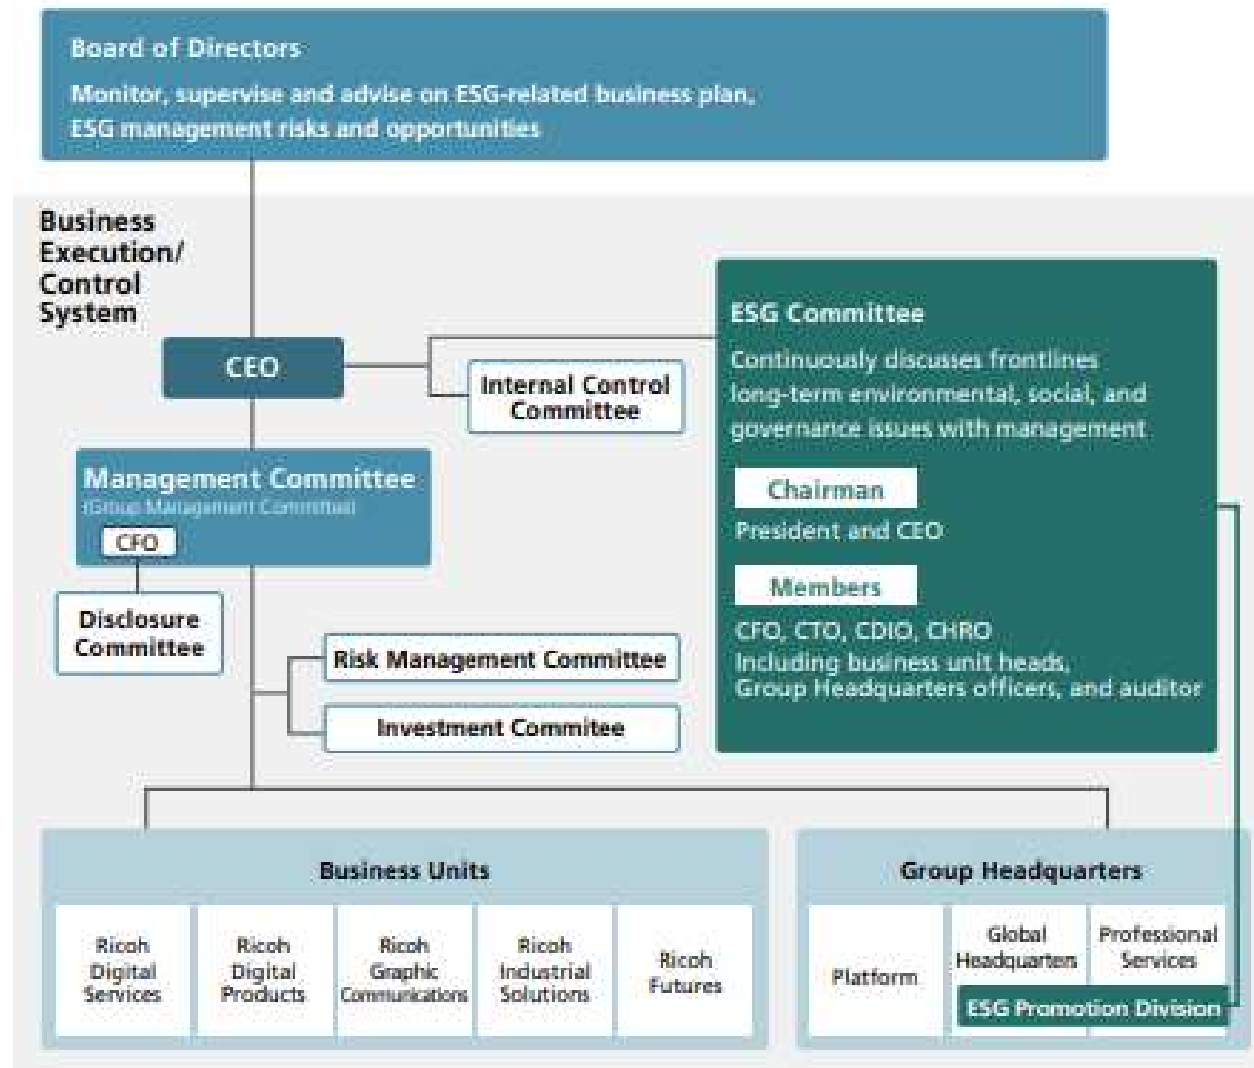 Board of Directors
Monitor, supervise and advise on ESG-related business plan,
ESG management risks and opportunities
Business
Execution/
Control
System
CEO
Internal Control
Committee
ESG Committee
Continuously discusses frontlines
long-term environmental, social, and
governance issues with management
Chairman
President and CEO
Members
CFO, CTO, CDIO, CHRO
Including business unit heads,
Group Headquarters officers, and auditor
Management Committee
(Group Management Committee)
CFO
Disclosure
Committee
Risk Management Committee
Investment Commitee
Business Units
Ricoh
Digital
Services
Ricoh
Digital
Products
Ricoh
Graphic
Communications
Ricoh
Industrial
Solutions
Ricoh
Futures
Group Headquarters
Platform
Global
Headquarters
Professional
Services
ESG Promotion Division